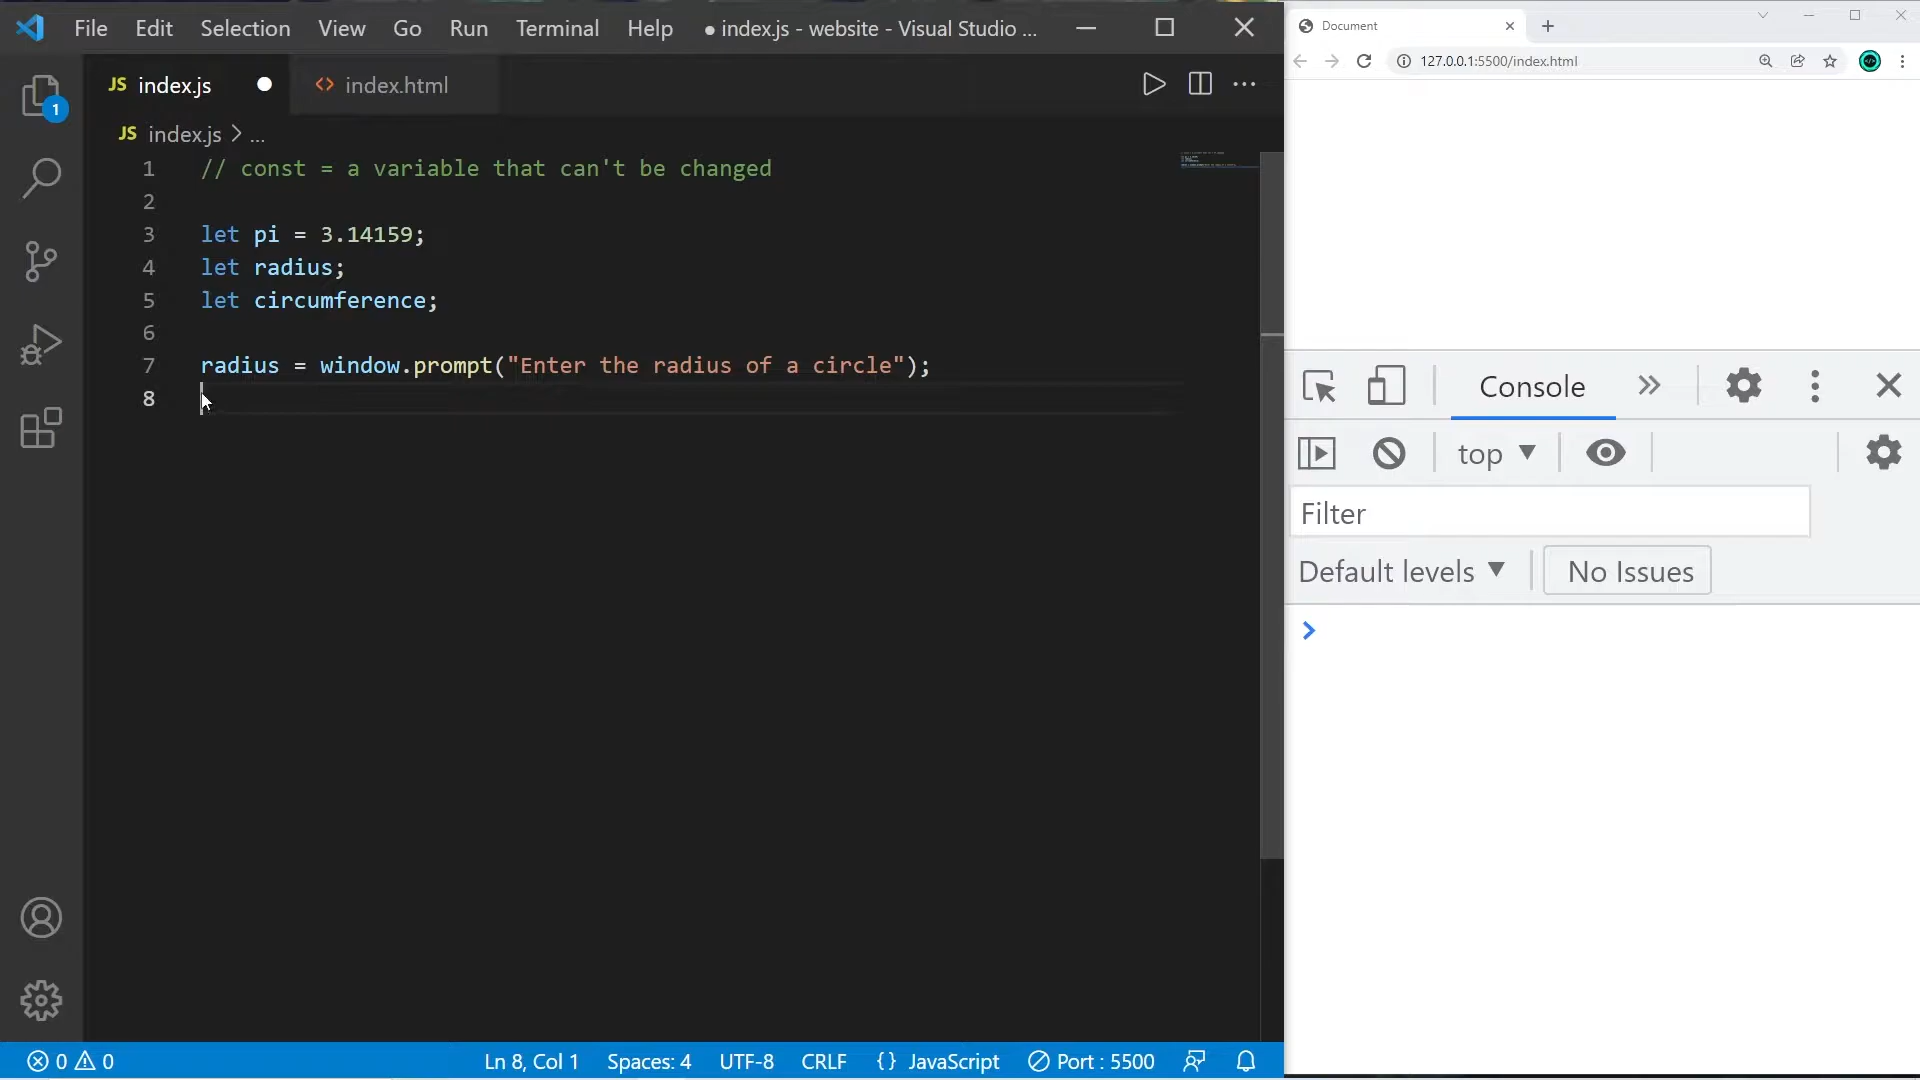 File Edit Selection View Go Run Terminal Help ● index.js - website - Visual Studio ...
JS index.js ● <> index.html
JS index.js > ...
1 // const = a variable that can't be changed
2
3 let pi = 3.14159;
4 let radius;
5 let circumference;
6
7 radius = window.prompt("Enter the radius of a circle");
8
1
0 0 Ln 8, Col 1 Spaces: 4 UTF-8 CRLF {} JavaScript Port : 5500
Document
127.0.0.1:5500/index.html
Console
top
Filter
Default levels No Issues